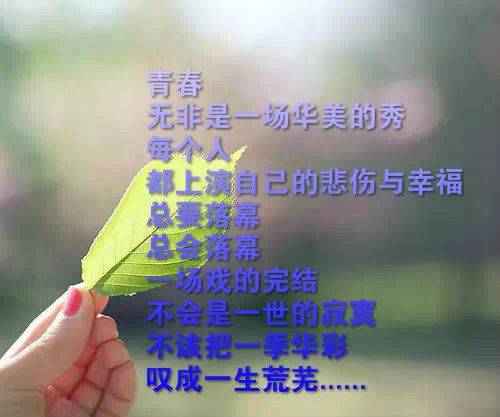 青春
无非是一场华美的秀
每个人
都上演自己的悲伤与幸福
总要落幕
总会落幕
一场戏的完结
不会是一世的寂寞
不该把一季华彩
叹成一生荒芜......